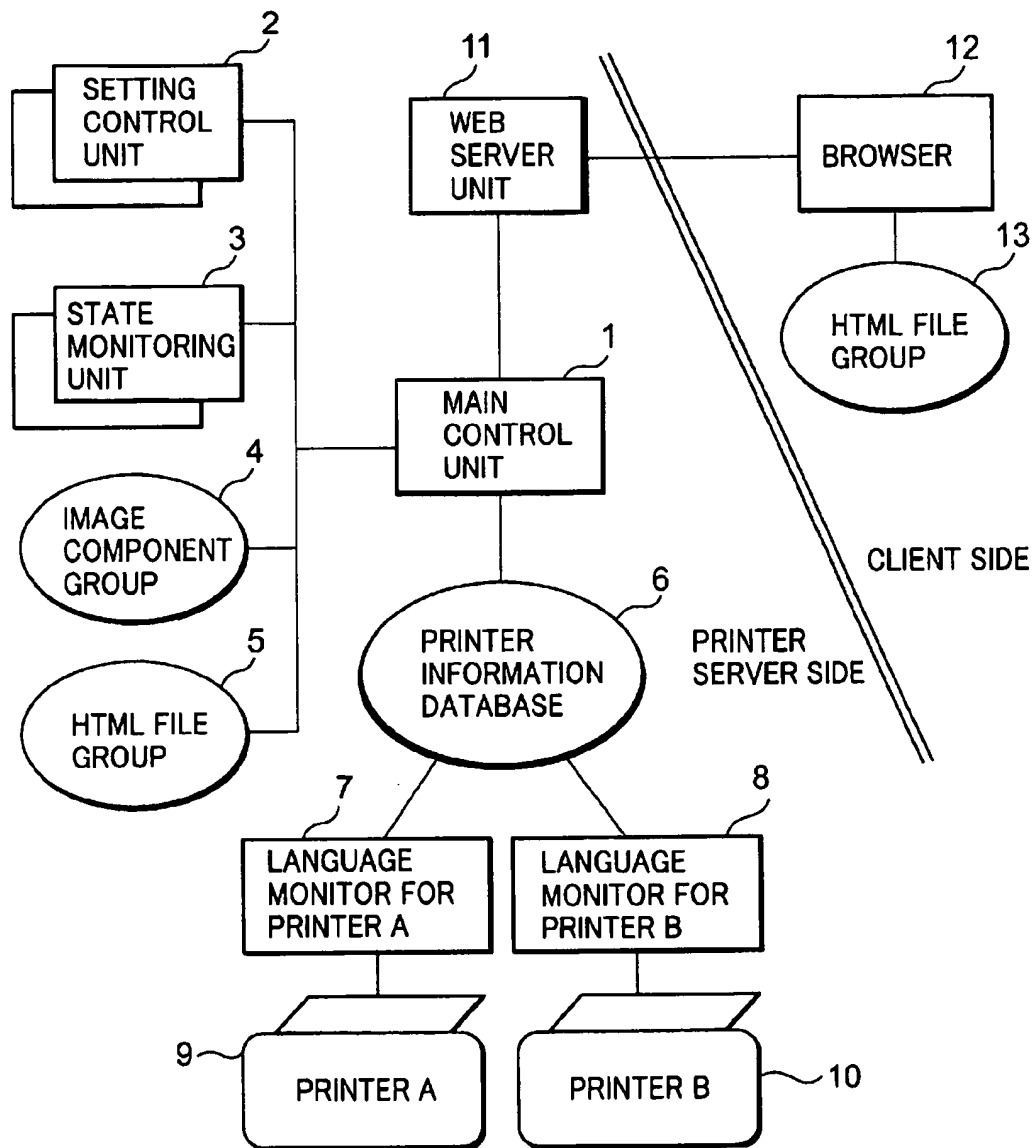 2
SETTING
CONTROL
UNIT
11
WEB
SERVER
UNIT
12
BROWSER
13
HTML FILE
GROUP
3
STATE
MONITORING
UNIT
1
MAIN
CONTROL
UNIT
4
IMAGE
COMPONENT
GROUP
CLIENT SIDE
5
HTML FILE
GROUP
6
PRINTER
INFORMATION
DATABASE
PRINTER
SERVER SIDE
7
LANGUAGE
MONITOR FOR
PRINTER A
8
LANGUAGE
MONITOR FOR
PRINTER B
9
PRINTER A
PRINTER B
10